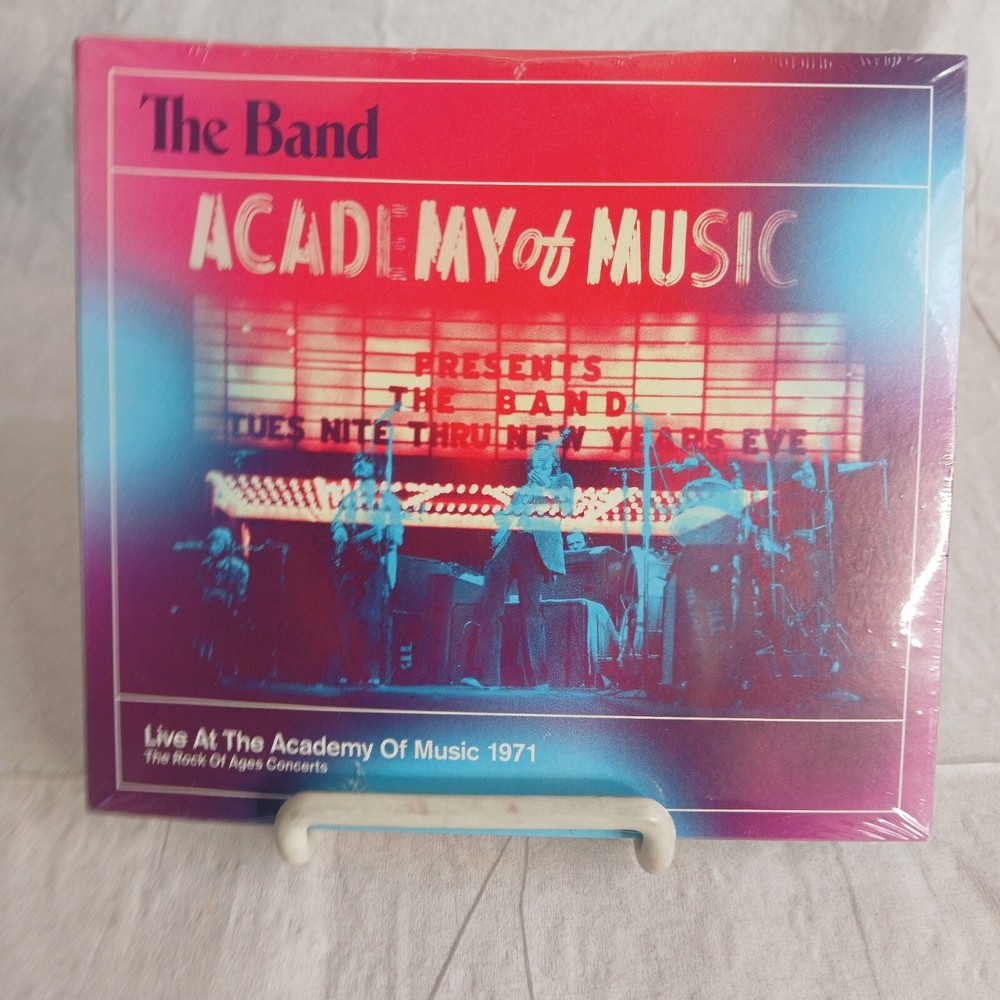 The Band
ACADEMY of MUSIC
PRESENTS
THE BAND
TUES NITE THRU NEW YEARS EVE
Live At The Academy Of Music 1971
The Rock Of Ages Concerts